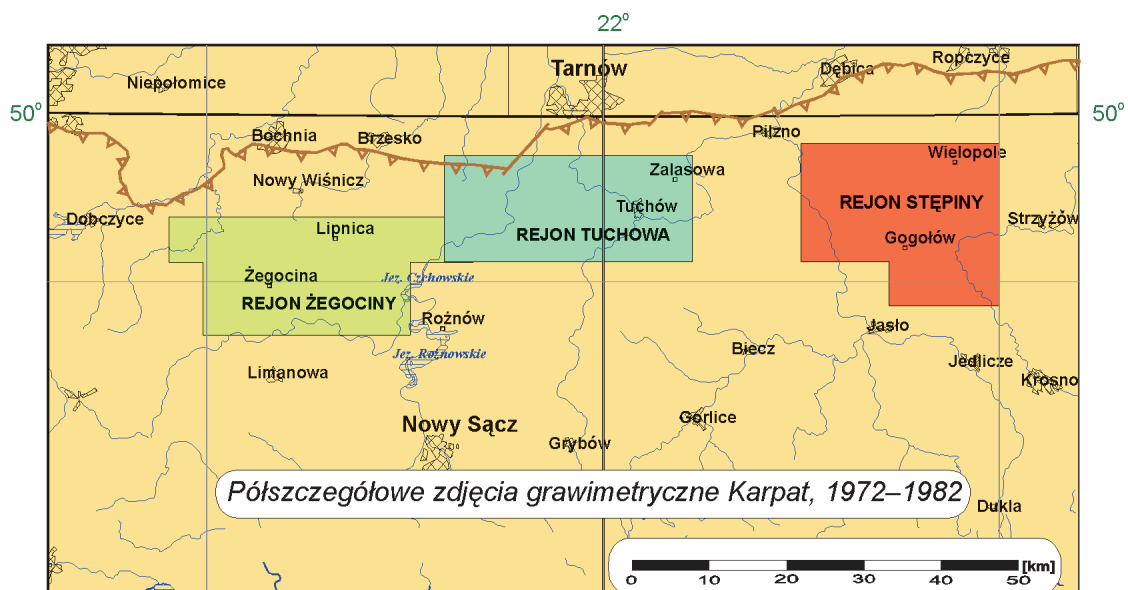 22°
Tarnów
Ropczyce
Dębica
Niepołomice
50°
50°
Bochnia
Brzesko
Pilzno
Wielopole
Zalasowa
Nowy Wiśnicz
REJON STĘPINY
Tuchów
Dobczyce
Strzyżów
Lipnica
REJON TUCHOWA
Gogołów
Żegocina
Jez. Czchowskie
REJON ŻEGOCINY
Rożnów
Jasło
Jez. Rożnowskie
Biecz
Jedlicze
Limanowa
Krosno
Gorlice
Nowy Sącz
Grybów
Półszczegółowe zdjęcia grawimetryczne Karpat, 1972–1982
Dukla
[km]
0 10 20 30 40 50